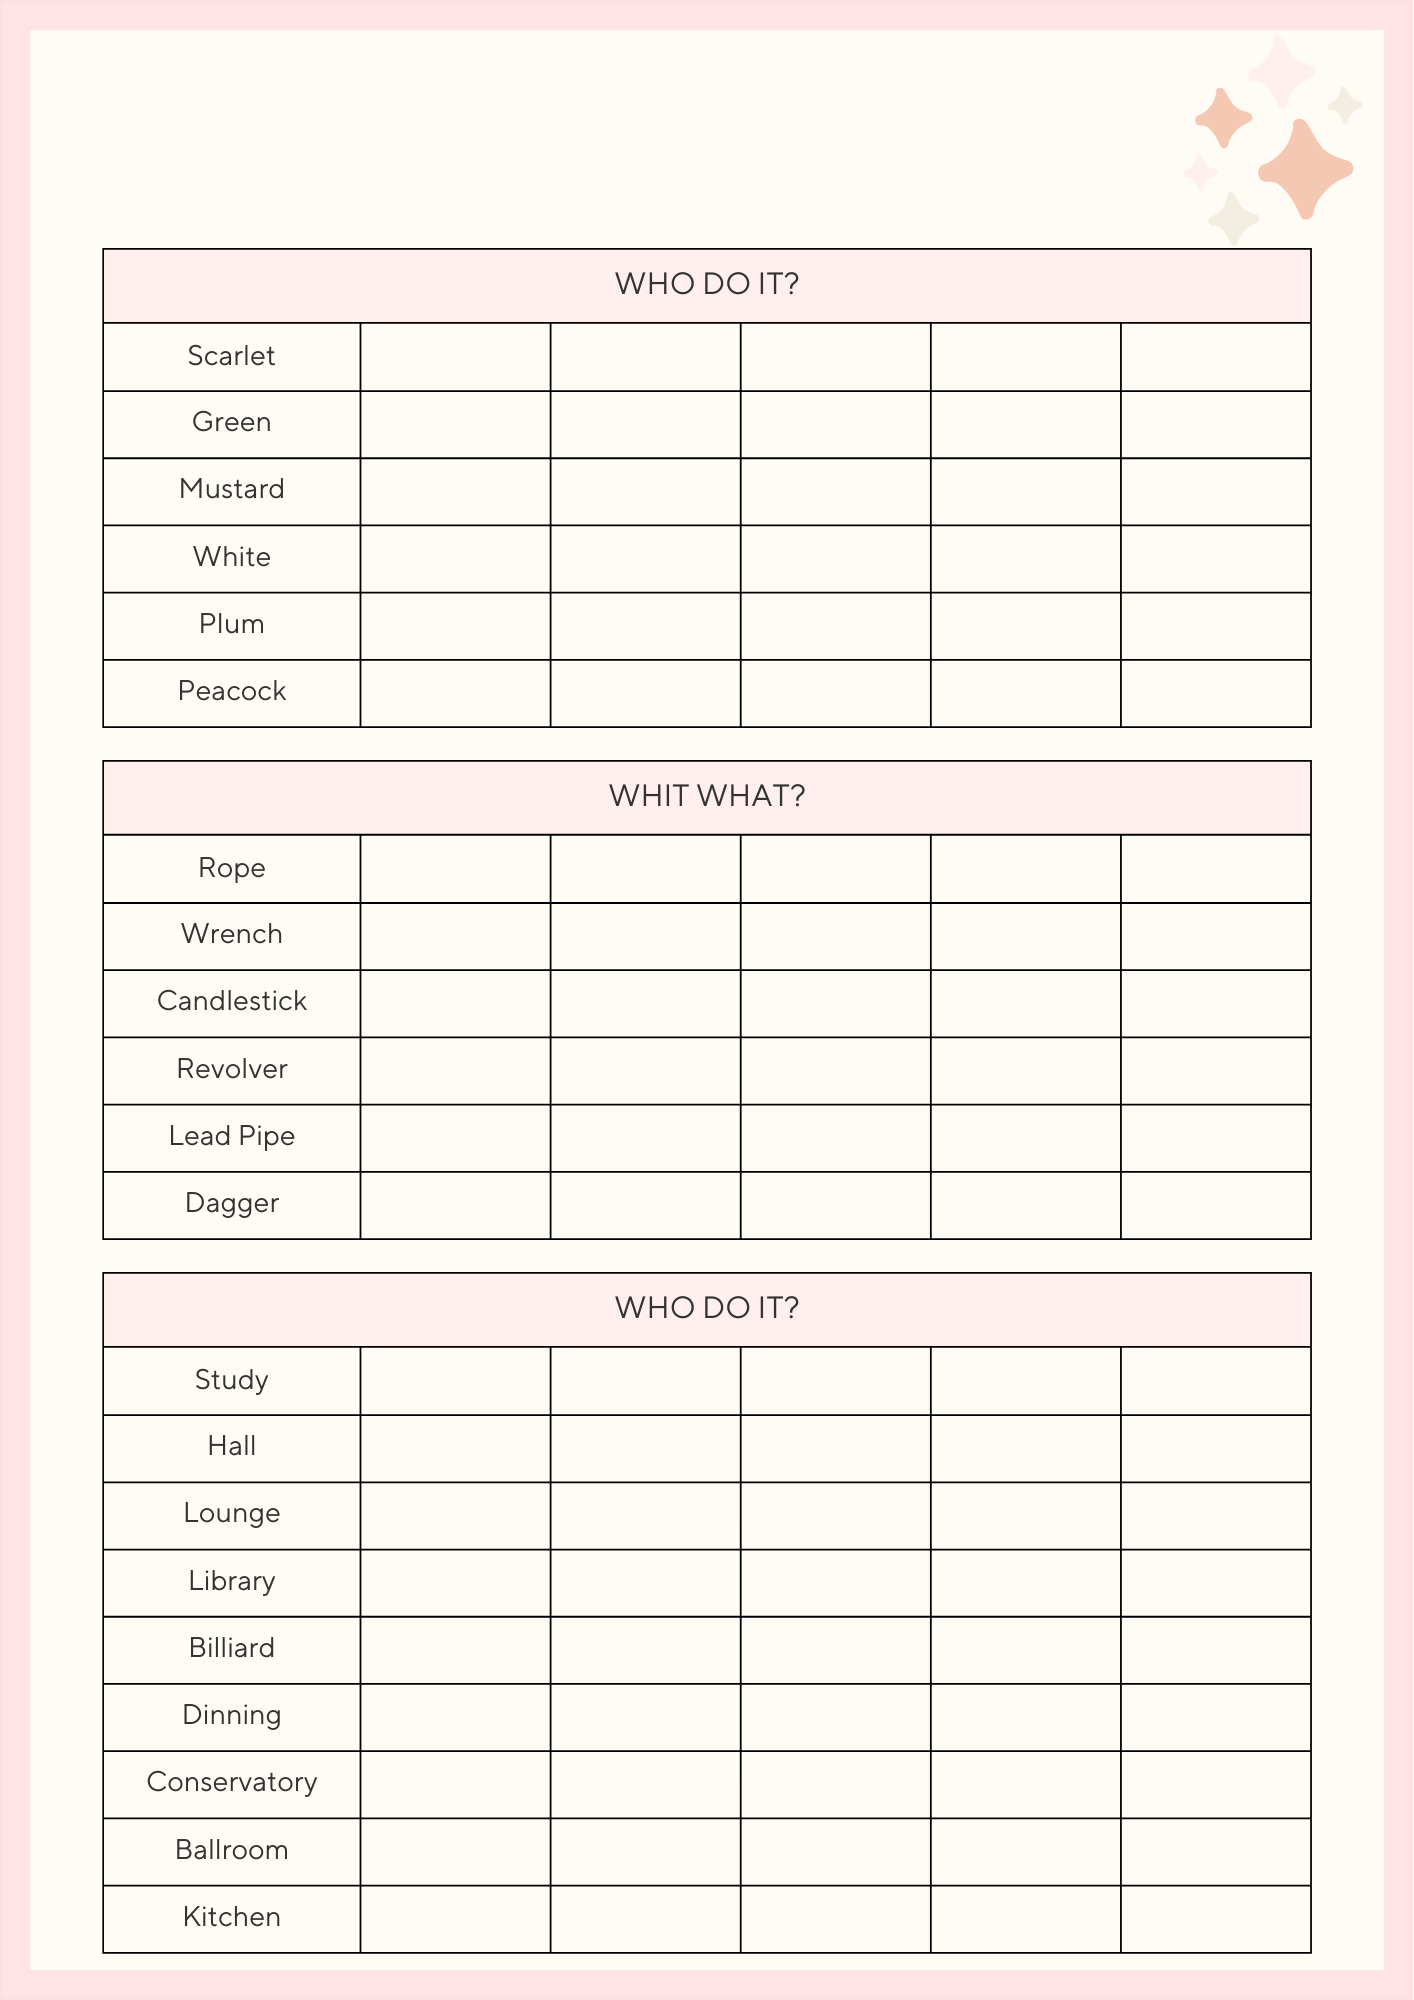 WHO DO IT?
Scarlet
Green
Mustard
White
Plum
Peacock
WHIT WHAT?
Rope
Wrench
Candlestick
Revolver
Lead Pipe
Dagger
WHO DO IT?
Study
Hall
Lounge
Library
Billiard
Dinning
Conservatory
Ballroom
Kitchen